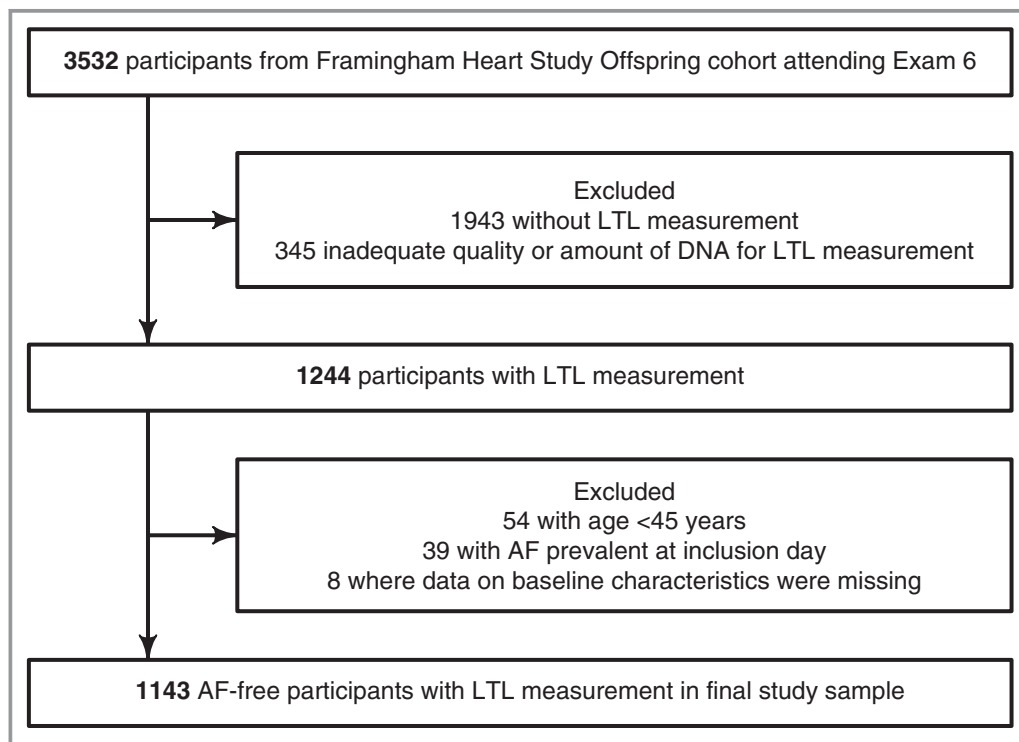 3532 participants from Framingham Heart Study Offspring cohort attending Exam 6
Excluded
1943 without LTL measurement
345 inadequate quality or amount of DNA for LTL measurement
1244 participants with LTL measurement
Excluded
54 with age <45 years
39 with AF prevalent at inclusion day
8 where data on baseline characteristics were missing
1143 AF-free participants with LTL measurement in final study sample